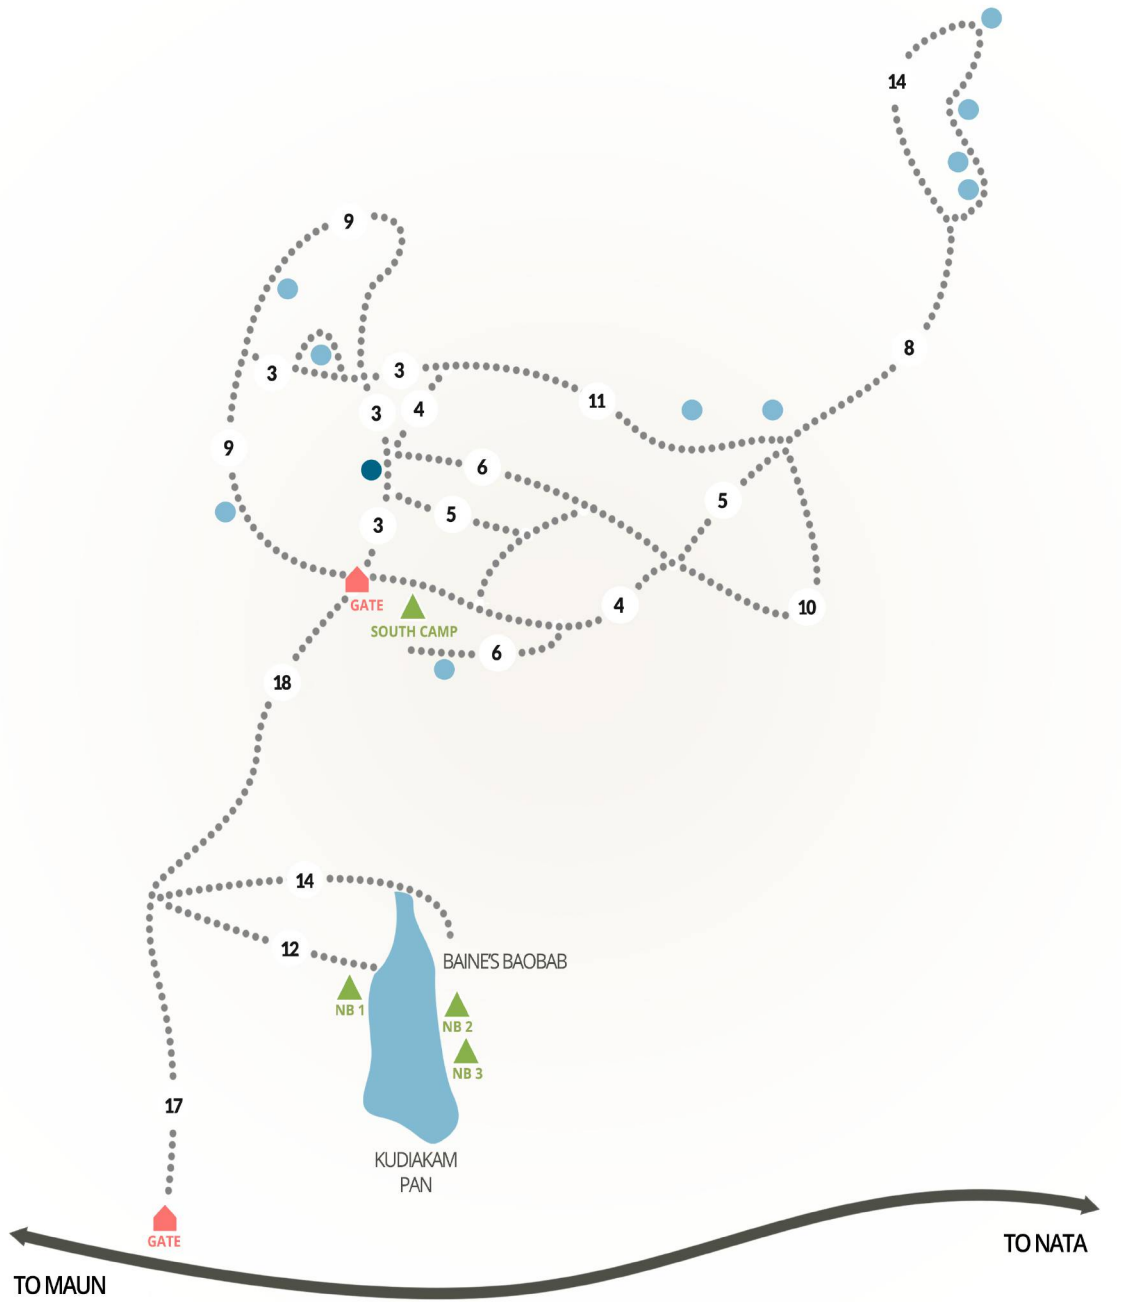 14
9
8
3
3
3
4
11
9
6
5
5
3
4
10
GATE
SOUTH CAMP
6
18
14
12
BAINE'S BAOBAB
NB 1
NB 2
NB 3
17
KUDIAKAM
PAN
GATE
TO NATA
TO MAUN